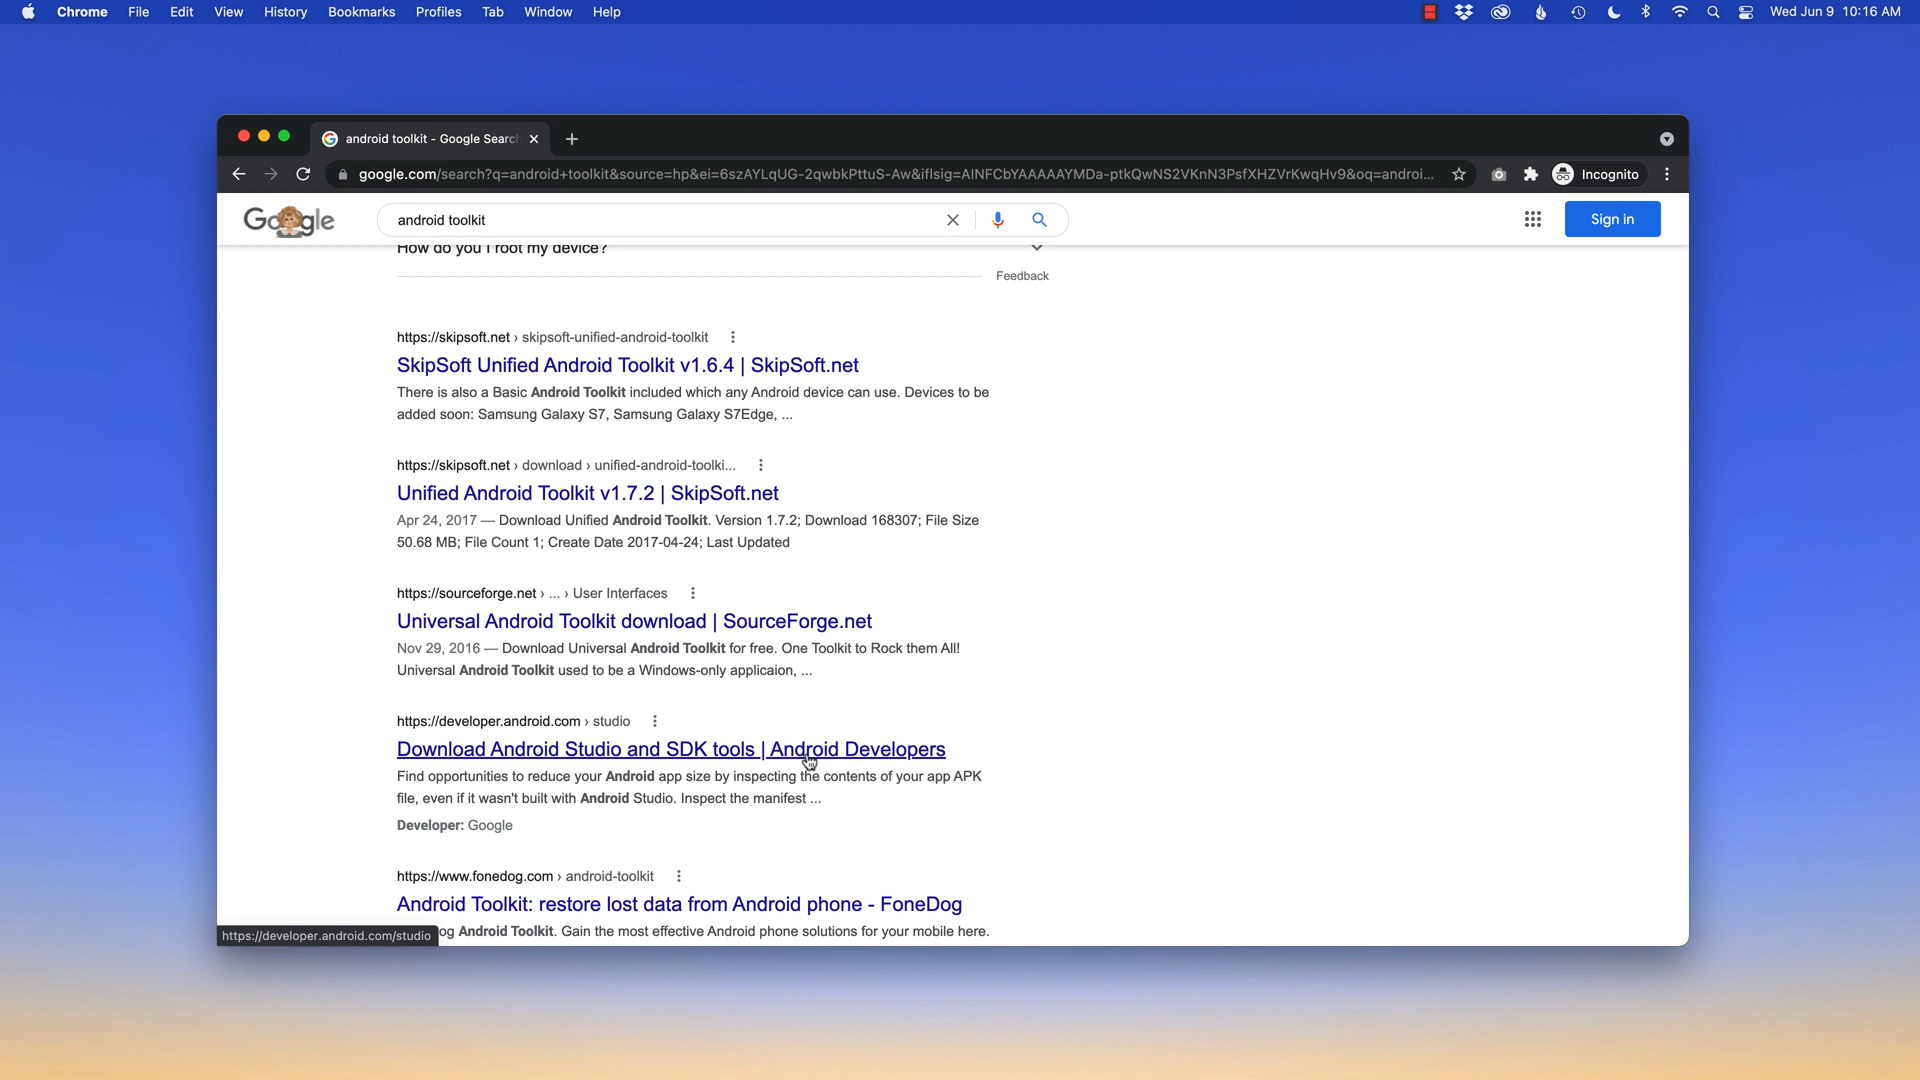 Chrome File Edit View History Bookmarks Profiles Tab Window Help Wed Jun 9 10:16 AM
android toolkit - Google Search
google.com/search?q=android+toolkit&source=hp&ei=6szAYLqUG-2qwbkPttuS-Aw&iflsig=AINFCbYAAAAAYMDa-ptkQwNS2VKnN3PsfXHZVrKwqHv9&oq=androi... Incognito
Google android toolkit Sign in
How do you I root my device?
Feedback
https://skipsoft.net › skipsoft-unified-android-toolkit
SkipSoft Unified Android Toolkit v1.6.4 | SkipSoft.net
There is also a Basic Android Toolkit included which any Android device can use. Devices to be
added soon: Samsung Galaxy S7, Samsung Galaxy S7Edge, ...
https://skipsoft.net › download › unified-android-toolki...
Unified Android Toolkit v1.7.2 | SkipSoft.net
Apr 24, 2017 — Download Unified Android Toolkit. Version 1.7.2; Download 168307; File Size
50.68 MB; File Count 1; Create Date 2017-04-24; Last Updated
https://sourceforge.net › ... › User Interfaces
Universal Android Toolkit download | SourceForge.net
Nov 29, 2016 — Download Universal Android Toolkit for free. One Toolkit to Rock them All!
Universal Android Toolkit used to be a Windows-only applicaion, ...
https://developer.android.com › studio
Download Android Studio and SDK tools | Android Developers
Find opportunities to reduce your Android app size by inspecting the contents of your app APK
file, even if it wasn't built with Android Studio. Inspect the manifest ...
Developer: Google
https://www.fonedog.com › android-toolkit
Android Toolkit: restore lost data from Android phone - FoneDog
og Android Toolkit. Gain the most effective Android phone solutions for your mobile here.
https://developer.android.com/studio